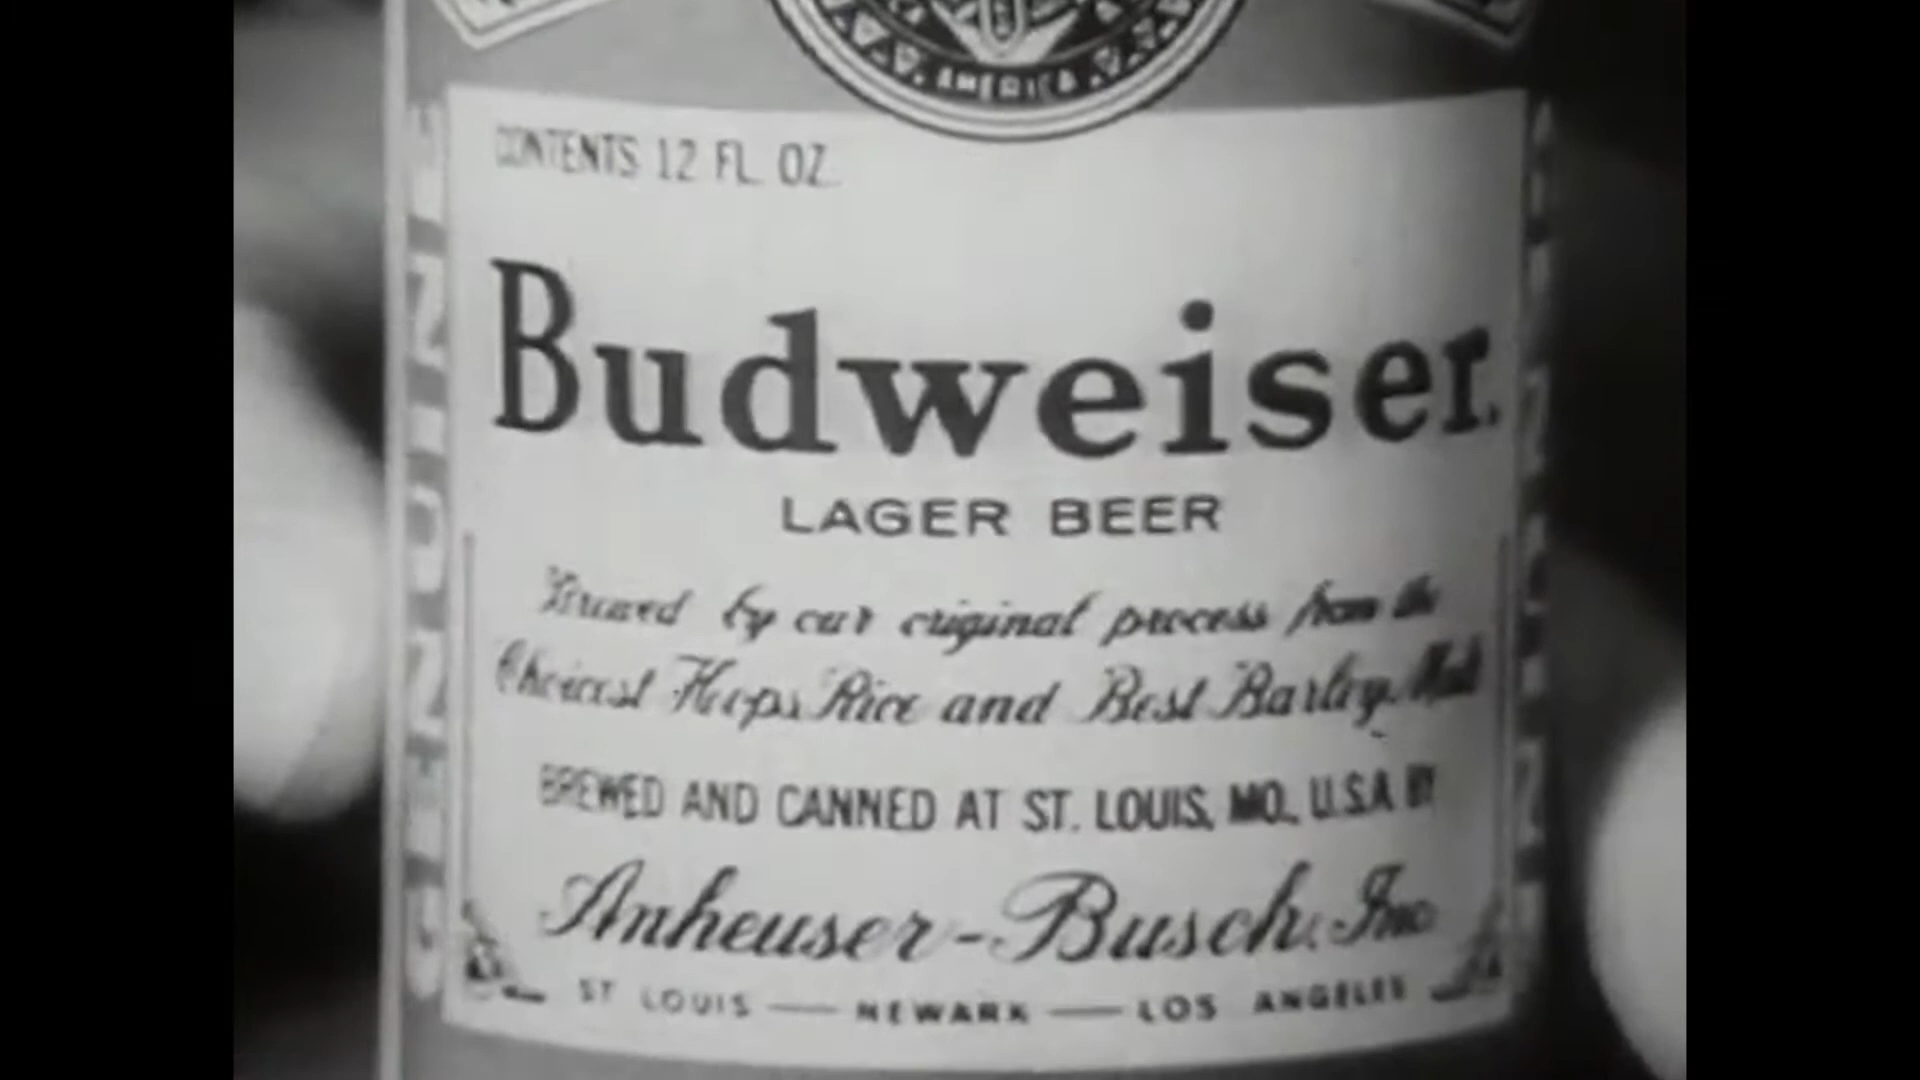 AMERICA
CONTENTS 12 FL. OZ.
Budweiser.
LAGER BEER
Brewed by our original process from the
Choicest Hops, Rice and Best Barley Malt
BREWED AND CANNED AT ST. LOUIS, MO., U.S.A. BY
Anheuser-Busch, Inc.
ST LOUIS — NEWARK — LOS ANGELES